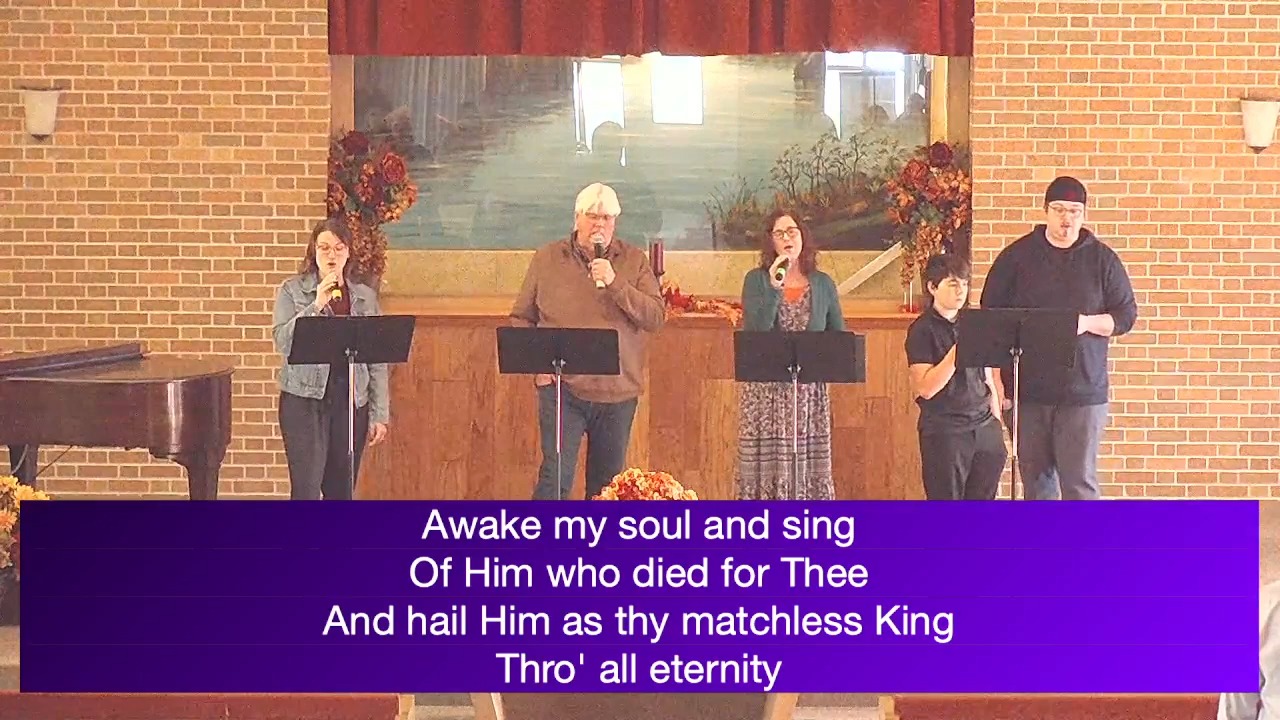 Awake my soul and sing
Of Him who died for Thee
And hail Him as thy matchless King
Thro' all eternity